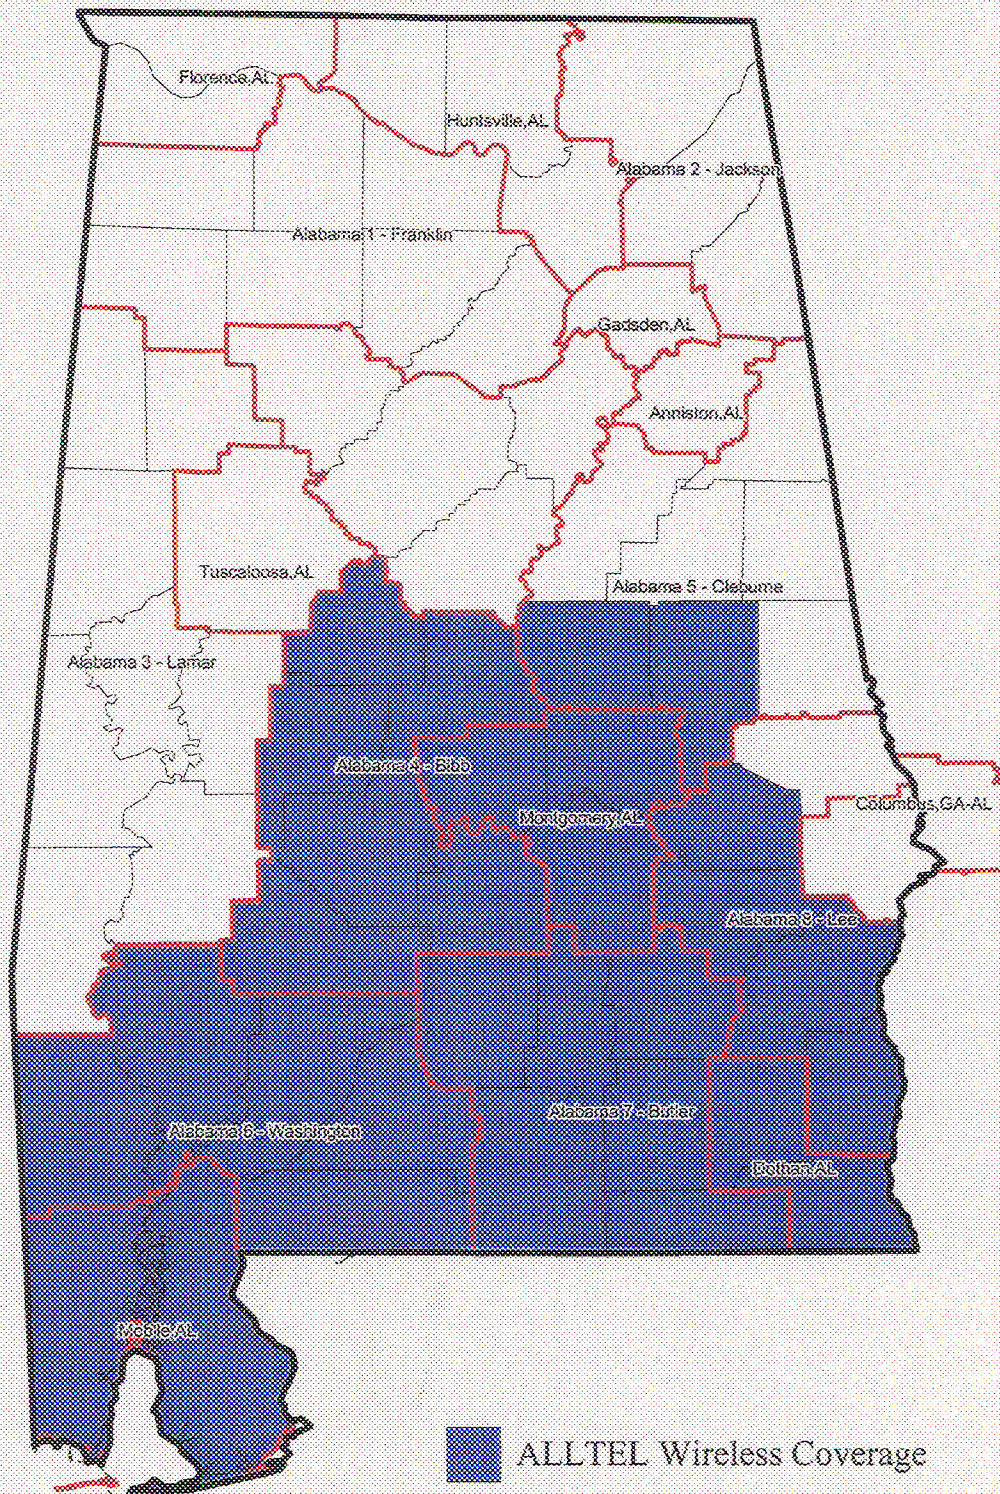 Florence,AL
Huntsville,AL
Alabama 2 - Jackson
Alabama 1 - Franklin
Gadsden,AL
Anniston,AL
Tuscaloosa,AL
Alabama 5 - Cleburne
Alabama 3 - Lamar
Alabama 4 - Bibb
Columbus,GA-AL
Montgomery,AL
Alabama 8 - Lee
Alabama 7 - Butler
Alabama 6 - Washington
Dothan,AL
Mobile,AL
ALLTEL Wireless Coverage